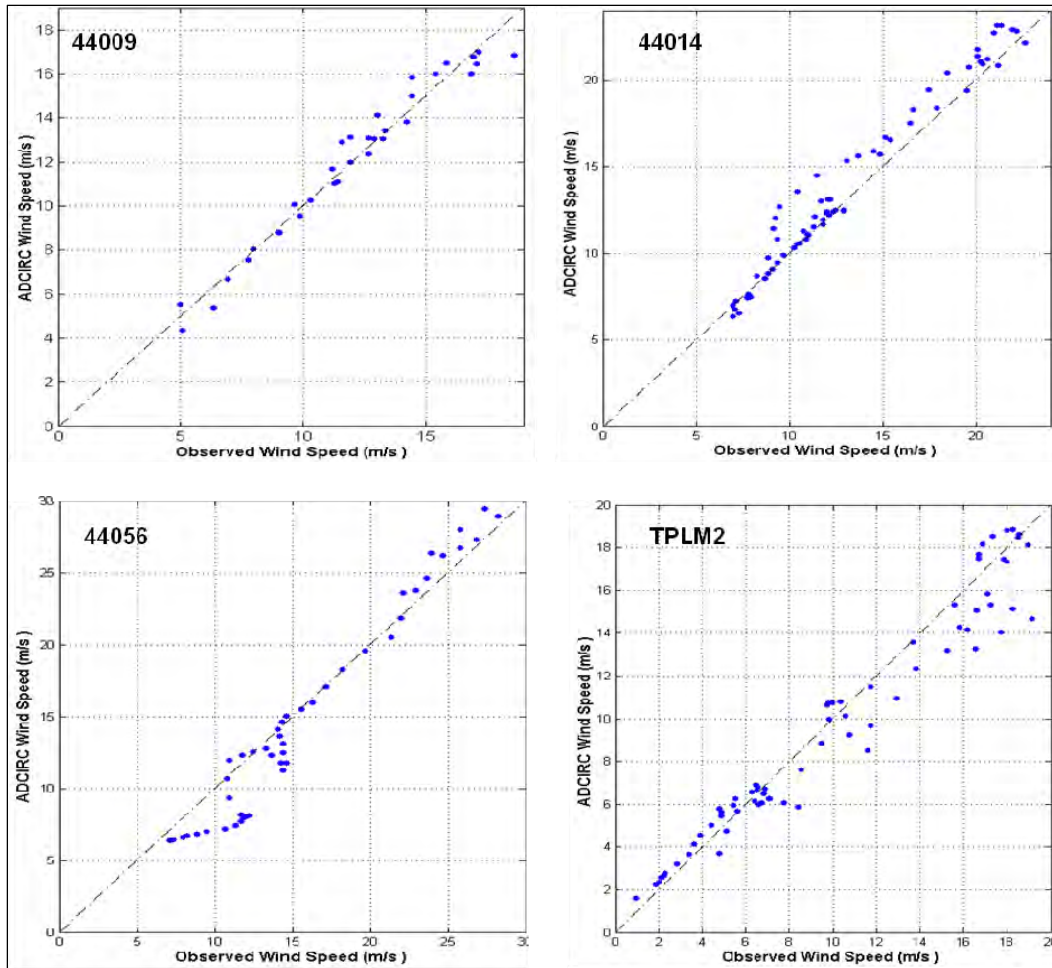 44009
ADCIRC Wind Speed (m/s )
18
16
14
12
10
8
6
4
2
0
0 5 10 15
Observed Wind Speed (m/s )
44014
ADCIRC Wind Speed (m/s )
20
15
10
5
0
0 5 10 15 20
Observed Wind Speed (m/s )
44056
ADCIRC Wind Speed (m/s)
30
25
20
15
10
5
0
0 5 10 15 20 25 30
Observed Wind Speed (m/s )
TPLM2
ADCIRC Wind Speed (m/s )
20
18
16
14
12
10
8
6
4
2
0
0 2 4 6 8 10 12 14 16 18 20
Observed Wind Speed (m/s )